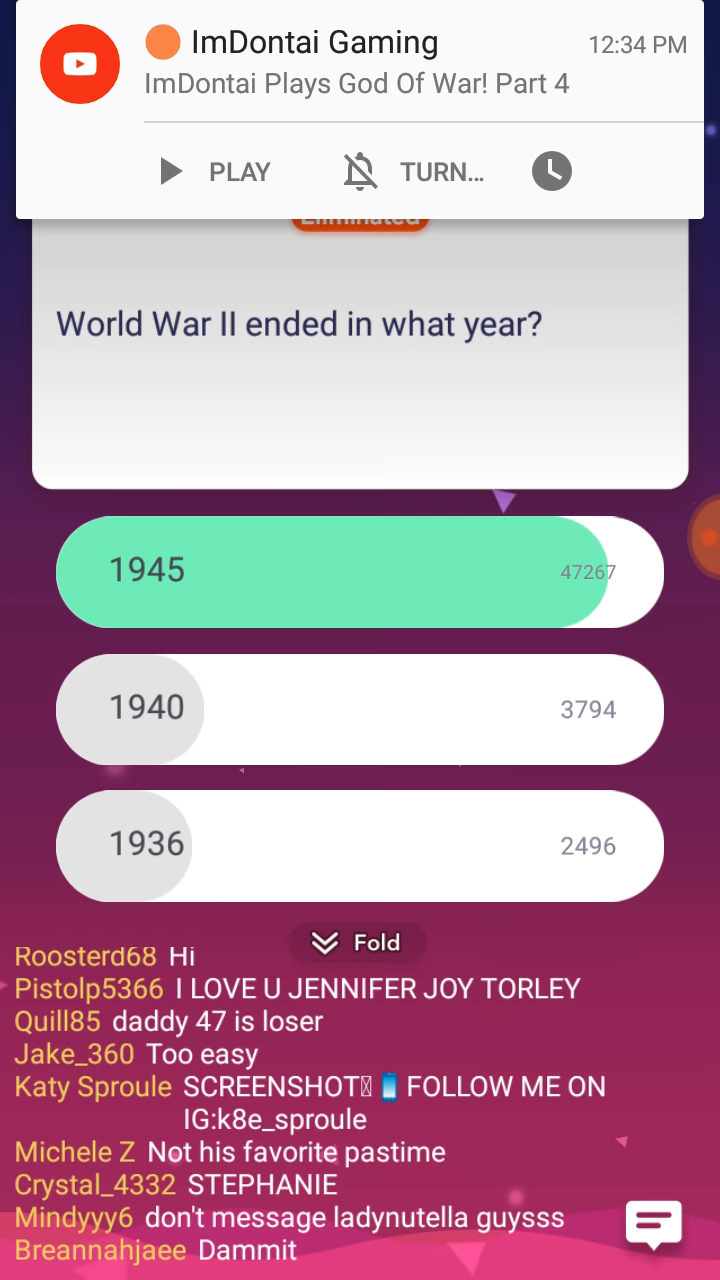 ImDontai Gaming 12:34 PM
ImDontai Plays God Of War! Part 4
PLAY TURN...
Eliminated
World War II ended in what year?
1945 47267
1940 3794
1936 2496
Fold
Roosterd68 Hi
Pistolp5366 I LOVE U JENNIFER JOY TORLEY
Quill85 daddy 47 is loser
Jake_360 Too easy
Katy Sproule SCREENSHOT📱 FOLLOW ME ON
IG:k8e_sproule
Michele Z Not his favorite pastime
Crystal_4332 STEPHANIE
Mindyyy6 don't message ladynutella guysss
Breannahjaee Dammit